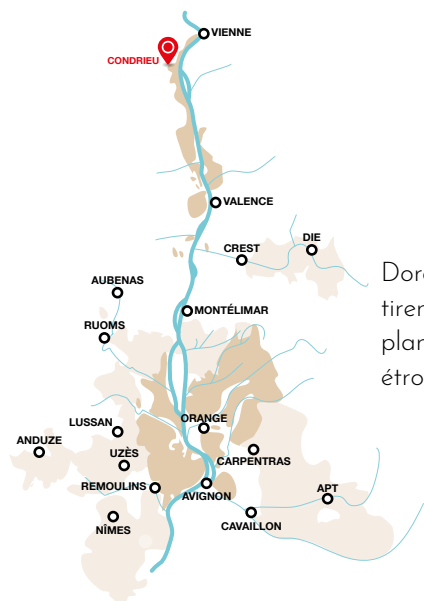 VIENNE
CONDRIEU
VALENCE
DIE
CREST
AUBENAS
MONTÉLIMAR
RUOMS
ORANGE
LUSSAN
ANDUZE
UZÈS
CARPENTRAS
REMOULINS
AVIGNON
APT
CAVAILLON
NÎMES